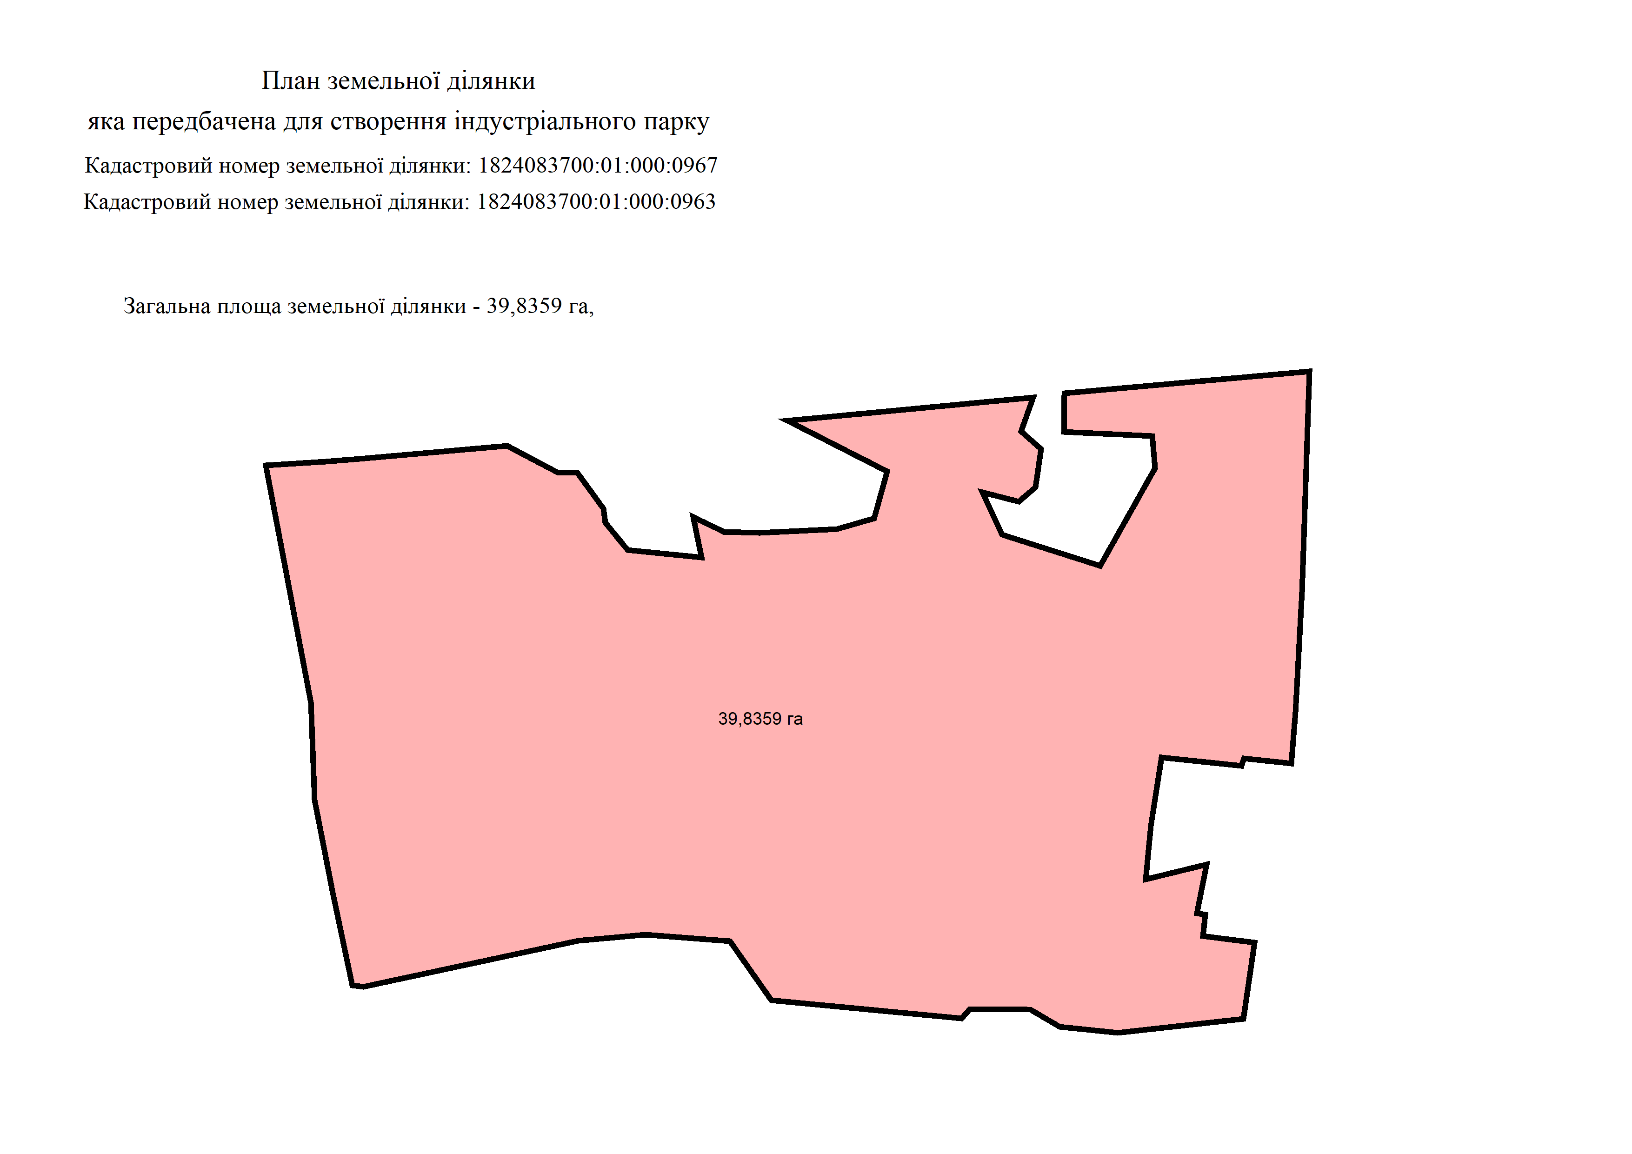 План земельної ділянки
яка передбачена для створення індустріального парку
Кадастровий номер земельної ділянки: 1824083700:01:000:0967
Кадастровий номер земельної ділянки: 1824083700:01:000:0963
Загальна площа земельної ділянки - 39,8359 га,
39,8359 га